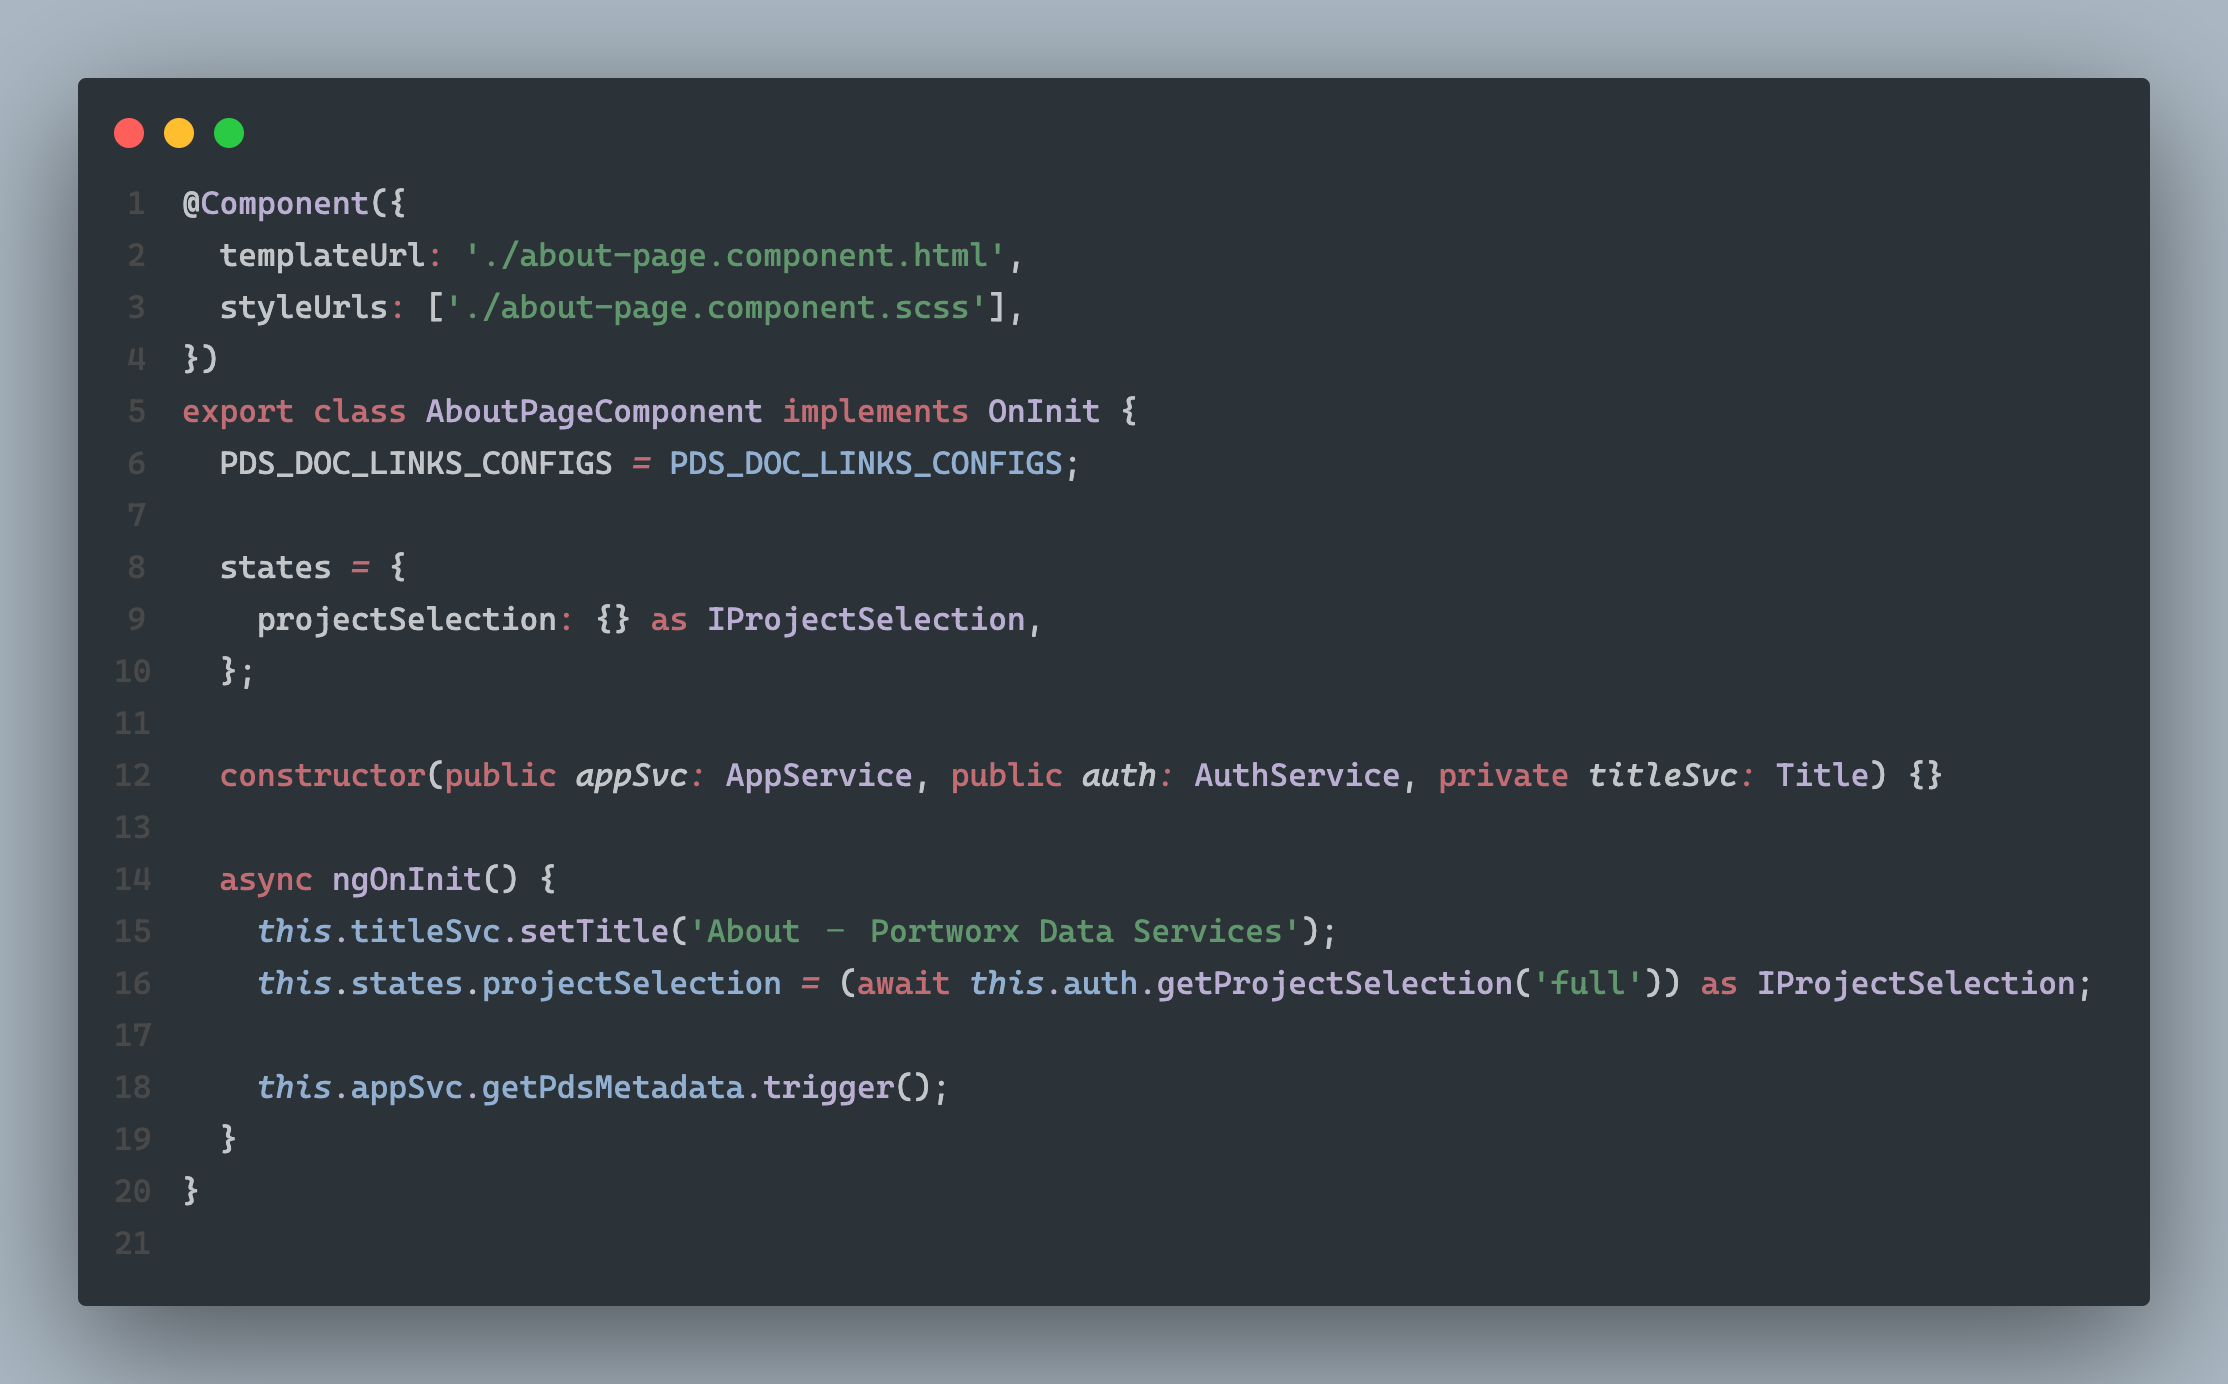 1 @Component({
2   templateUrl: './about-page.component.html',
3   styleUrls: ['./about-page.component.scss'],
4 })
5 export class AboutPageComponent implements OnInit {
6   PDS_DOC_LINKS_CONFIGS = PDS_DOC_LINKS_CONFIGS;
7
8   states = {
9     projectSelection: {} as IProjectSelection,
10   };
11
12   constructor(public appSvc: AppService, public auth: AuthService, private titleSvc: Title) {}
13
14   async ngOnInit() {
15     this.titleSvc.setTitle('About – Portworx Data Services');
16     this.states.projectSelection = (await this.auth.getProjectSelection('full')) as IProjectSelection;
17
18     this.appSvc.getPdsMetadata.trigger();
19   }
20 }
21